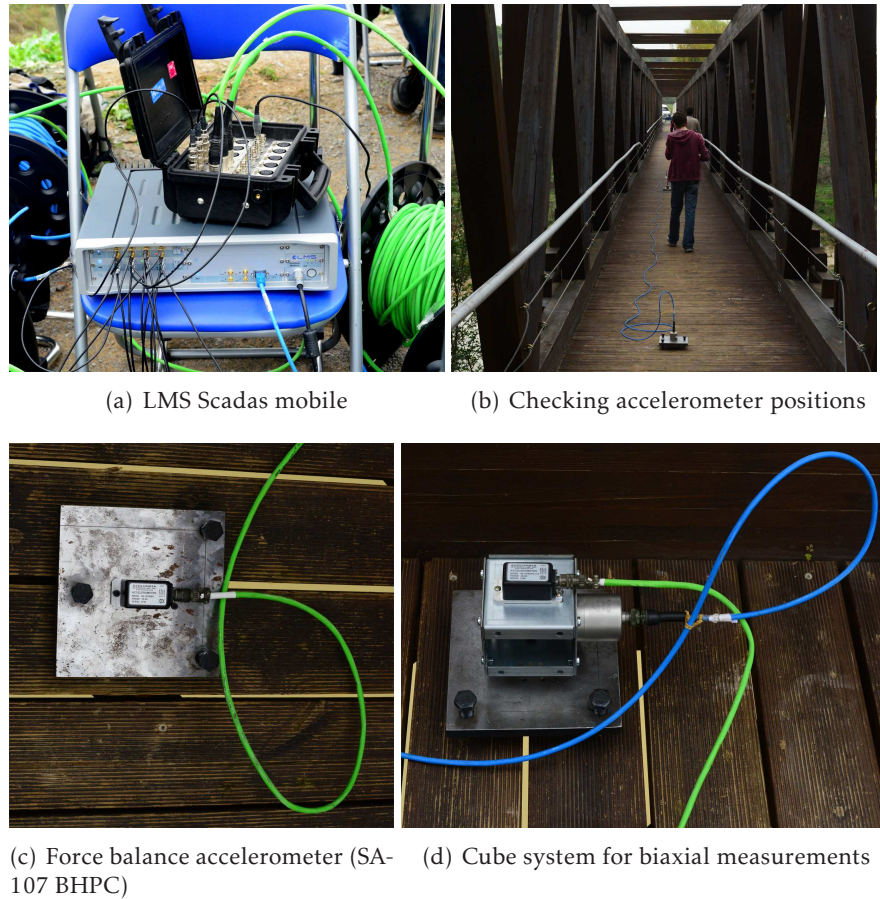 LMS
(a) LMS Scadas mobile
(b) Checking accelerometer positions
(c) Force balance accelerometer (SA-
107 BHPC)
(d) Cube system for biaxial measurements